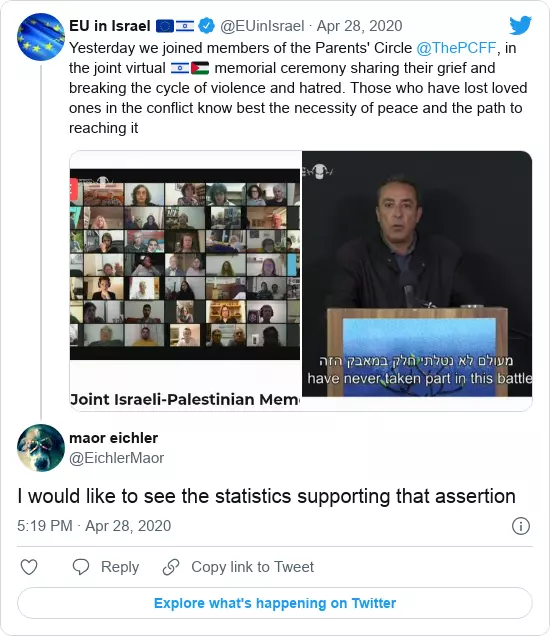 EU in Israel 🇪🇺🇮🇱 @EUinIsrael · Apr 28, 2020
Yesterday we joined members of the Parents' Circle @ThePCFF, in
the joint virtual 🇮🇱🇵🇸 memorial ceremony sharing their grief and
breaking the cycle of violence and hatred. Those who have lost loved
ones in the conflict know best the necessity of peace and the path to
reaching it
מעולם לא נטלתי חלק במאבק הזה
have never taken part in this battle
Joint Israeli-Palestinian Mem
maor eichler
@EichlerMaor
I would like to see the statistics supporting that assertion
5:19 PM · Apr 28, 2020
Reply
Copy link to Tweet
Explore what's happening on Twitter